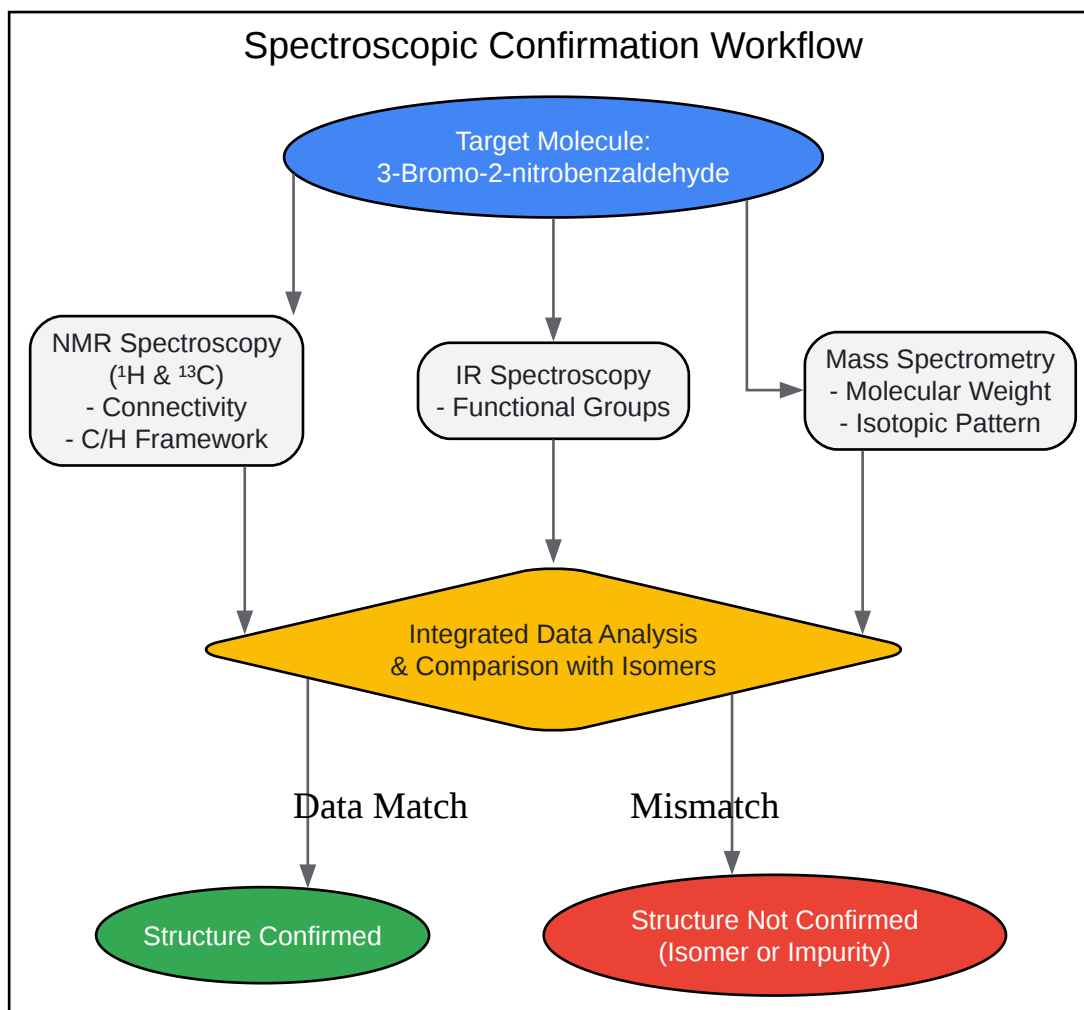 Spectroscopic Confirmation Workflow
Target Molecule:
3-Bromo-2-nitrobenzaldehyde
NMR Spectroscopy
(¹H & ¹³C)
- Connectivity
- C/H Framework
IR Spectroscopy
- Functional Groups
Mass Spectrometry
- Molecular Weight
- Isotopic Pattern
Integrated Data Analysis
& Comparison with Isomers
Data Match
Mismatch
Structure Confirmed
Structure Not Confirmed
(Isomer or Impurity)